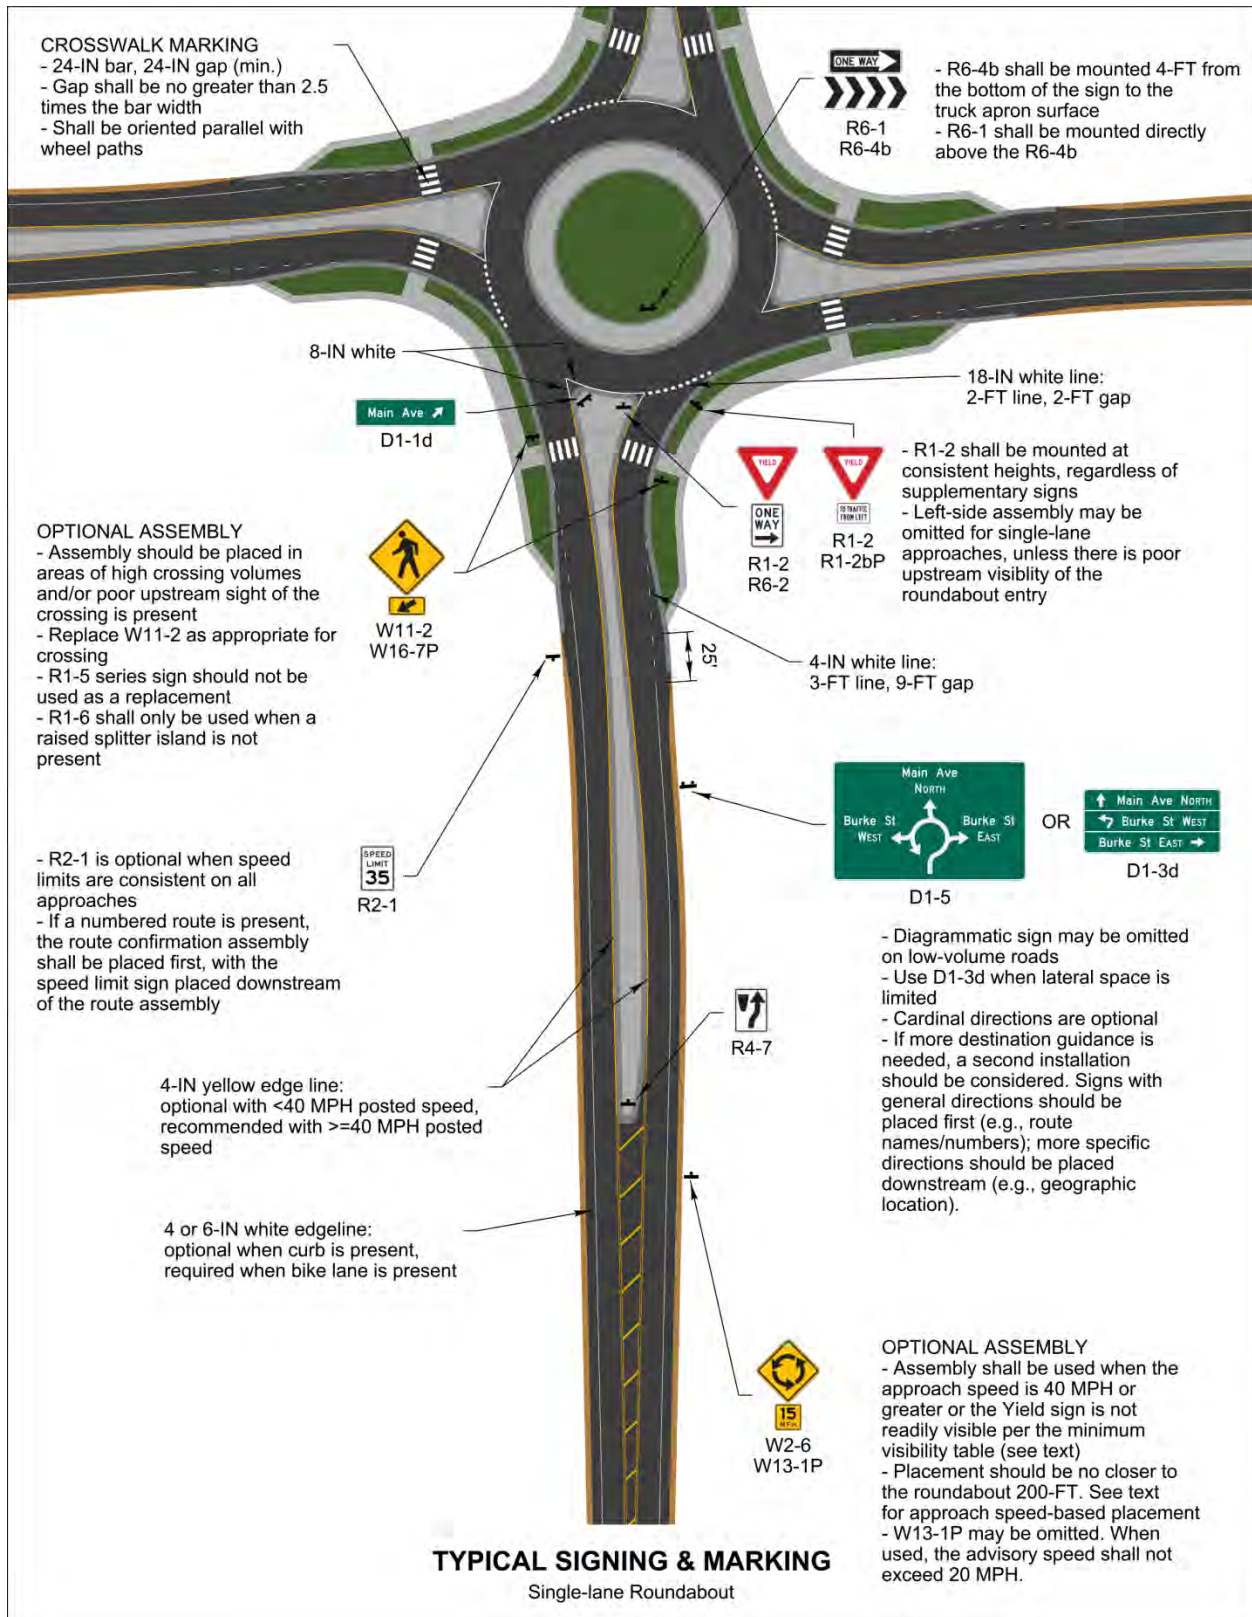 CROSSWALK MARKING
- 24-IN bar, 24-IN gap (min.)
- Gap shall be no greater than 2.5
times the bar width
- Shall be oriented parallel with
wheel paths
ONE WAY
R6-1
R6-4b
- R6-4b shall be mounted 4-FT from
the bottom of the sign to the
truck apron surface
- R6-1 shall be mounted directly
above the R6-4b
8-IN white
Main Ave
D1-1d
18-IN white line:
2-FT line, 2-FT gap
YIELD
ONE
WAY
R1-2
R6-2
YIELD
TO TRAFFIC
FROM LEFT
R1-2
R1-2bP
- R1-2 shall be mounted at
consistent heights, regardless of
supplementary signs
- Left-side assembly may be
omitted for single-lane
approaches, unless there is poor
upstream visiblity of the
roundabout entry
OPTIONAL ASSEMBLY
- Assembly should be placed in
areas of high crossing volumes
and/or poor upstream sight of the
crossing is present
- Replace W11-2 as appropriate for
crossing
- R1-5 series sign should not be
used as a replacement
- R1-6 shall only be used when a
raised splitter island is not
present
W11-2
W16-7P
25'
4-IN white line:
3-FT line, 9-FT gap
Main Ave
NORTH
Burke St
WEST
Burke St
EAST
D1-5
OR
Main Ave NORTH
Burke St WEST
Burke St EAST
D1-3d
- R2-1 is optional when speed
limits are consistent on all
approaches
- If a numbered route is present,
the route confirmation assembly
shall be placed first, with the
speed limit sign placed downstream
of the route assembly
SPEED
LIMIT
35
R2-1
- Diagrammatic sign may be omitted
on low-volume roads
- Use D1-3d when lateral space is
limited
- Cardinal directions are optional
- If more destination guidance is
needed, a second installation
should be considered. Signs with
general directions should be
placed first (e.g., route
names/numbers); more specific
directions should be placed
downstream (e.g., geographic
location).
R4-7
4-IN yellow edge line:
optional with <40 MPH posted speed,
recommended with >=40 MPH posted
speed
4 or 6-IN white edgeline:
optional when curb is present,
required when bike lane is present
15
MPH
W2-6
W13-1P
OPTIONAL ASSEMBLY
- Assembly shall be used when the
approach speed is 40 MPH or
greater or the Yield sign is not
readily visible per the minimum
visibility table (see text)
- Placement should be no closer to
the roundabout 200-FT. See text
for approach speed-based placement
- W13-1P may be omitted. When
used, the advisory speed shall not
exceed 20 MPH.
TYPICAL SIGNING & MARKING
Single-lane Roundabout